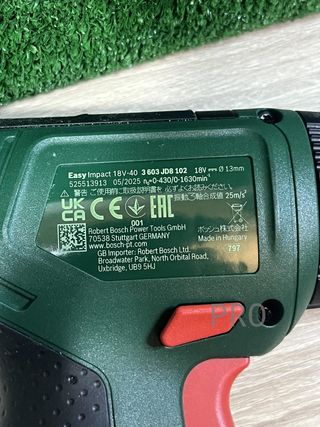 EasyImpact 18V-40 3 603 JD8 102 18V ⎓ Ø 13mm
525513913 05/2025 n₀=0-430/0-1630min⁻¹
警告 ご使用前に取扱説明書を必ずよくお読みください。
振動3軸合成値 25m/s²
UK CA CE EAC
001
Robert Bosch Power Tools GmbH
70538 Stuttgart GERMANY
www.bosch-pt.com
GB Importer: Robert Bosch Ltd.
Broadwater Park, North Orbital Road,
Uxbridge, UB9 5HJ
ボッシュ株式会社
Made in Hungary
797
PRO